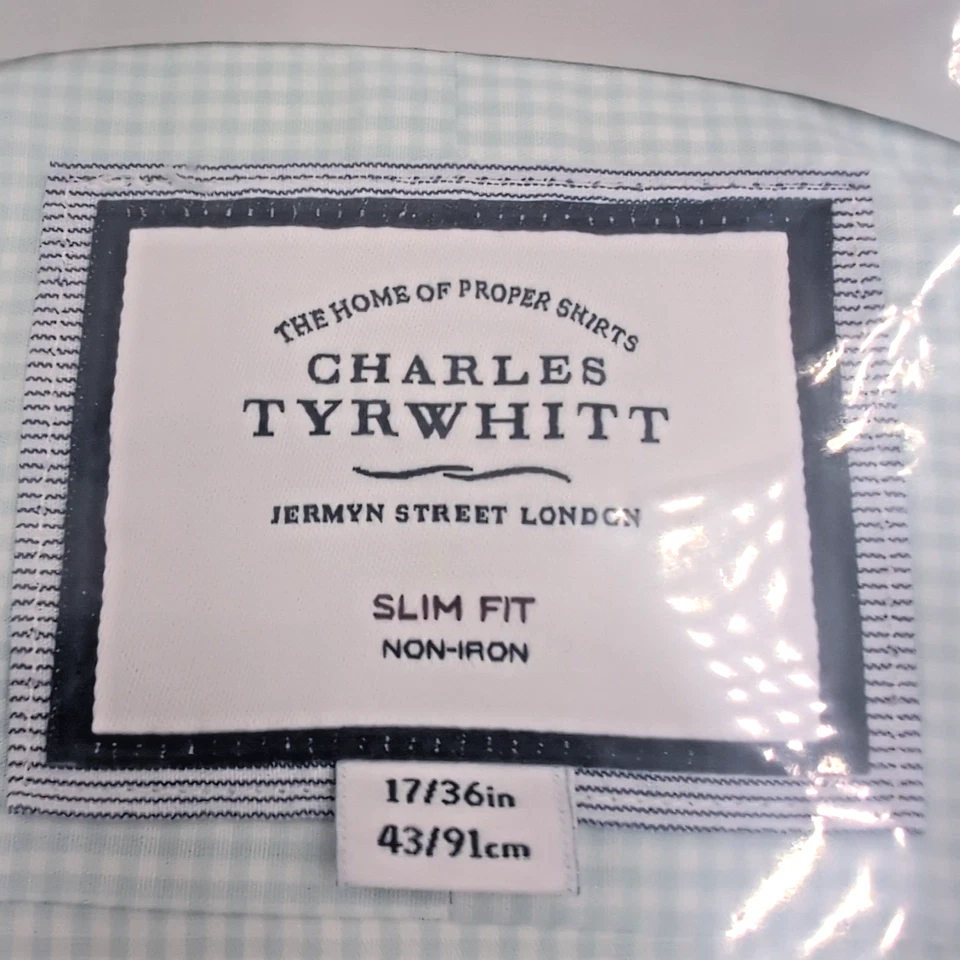 THE HOME OF PROPER SHIRTS
CHARLES
TYRWHITT
JERMYN STREET LONDON
SLIM FIT
NON-IRON
17/36in
43/91cm